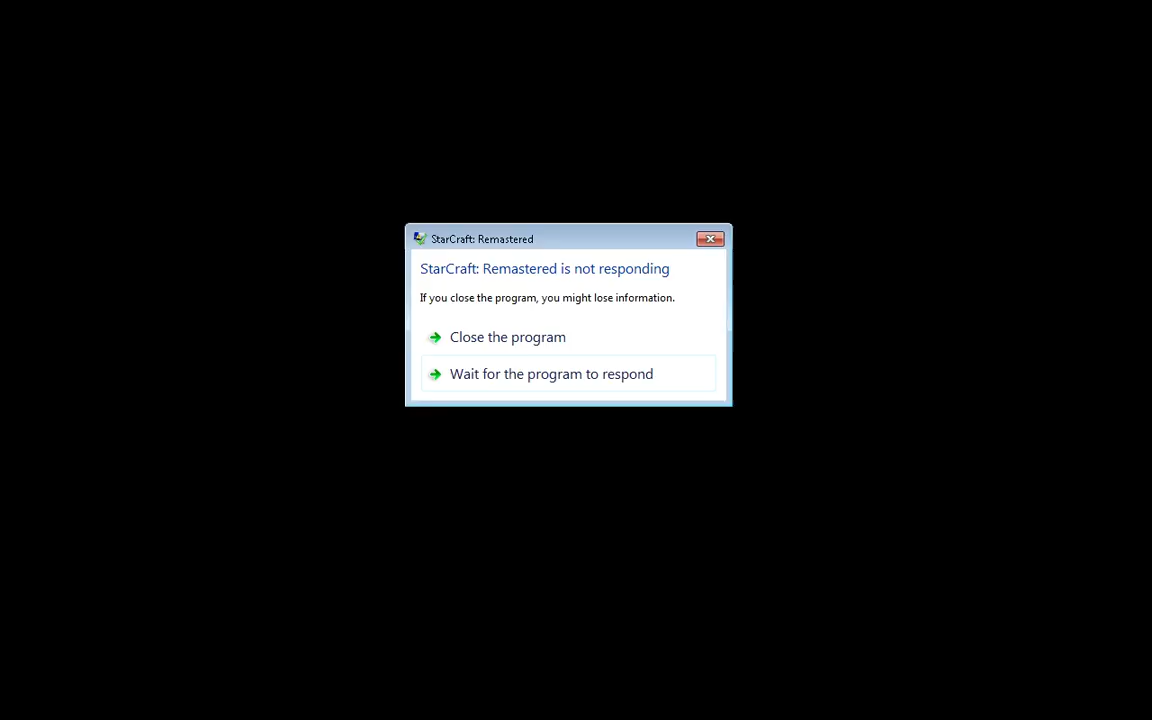 StarCraft: Remastered
StarCraft: Remastered is not responding
If you close the program, you might lose information.
Close the program
Wait for the program to respond